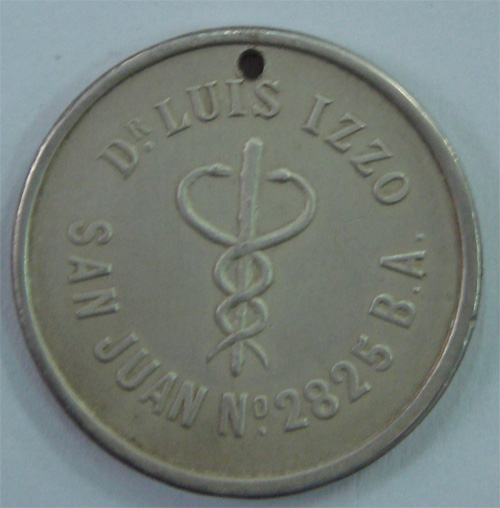 DR. LUIS IZZO
SAN JUAN Nº. 2825 B.A.